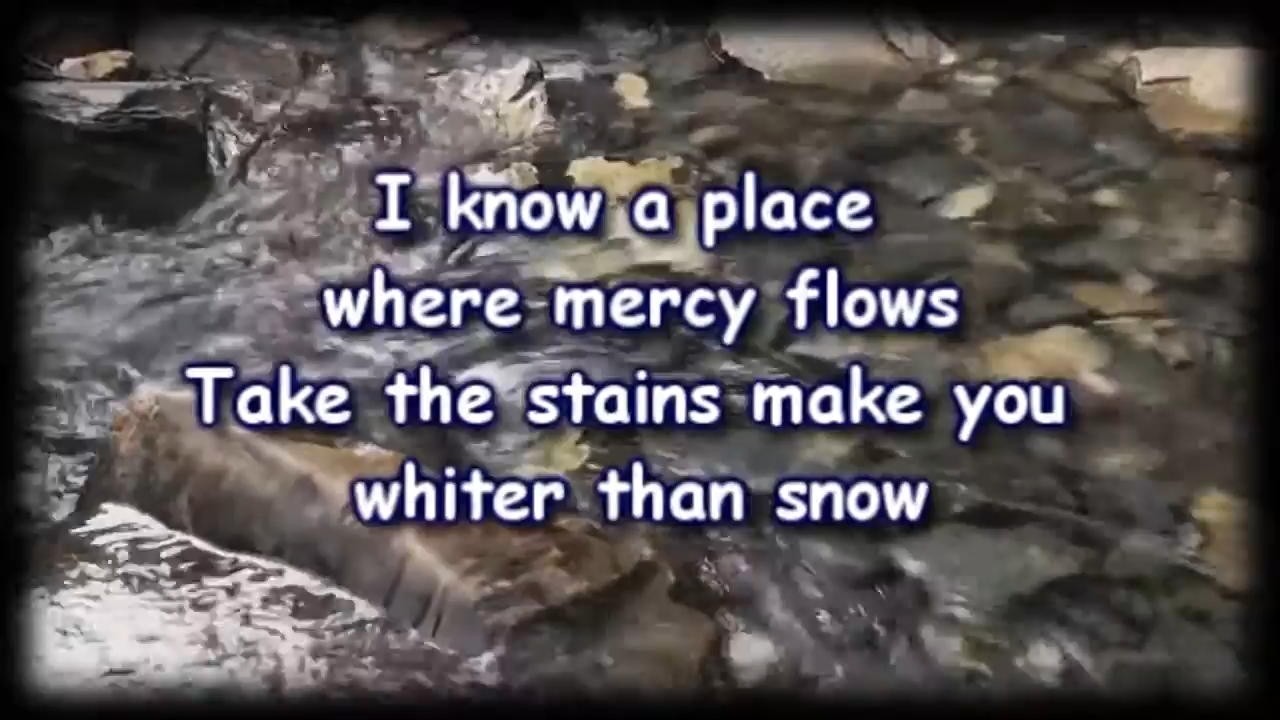 I know a place
where mercy flows
Take the stains make you
whiter than snow